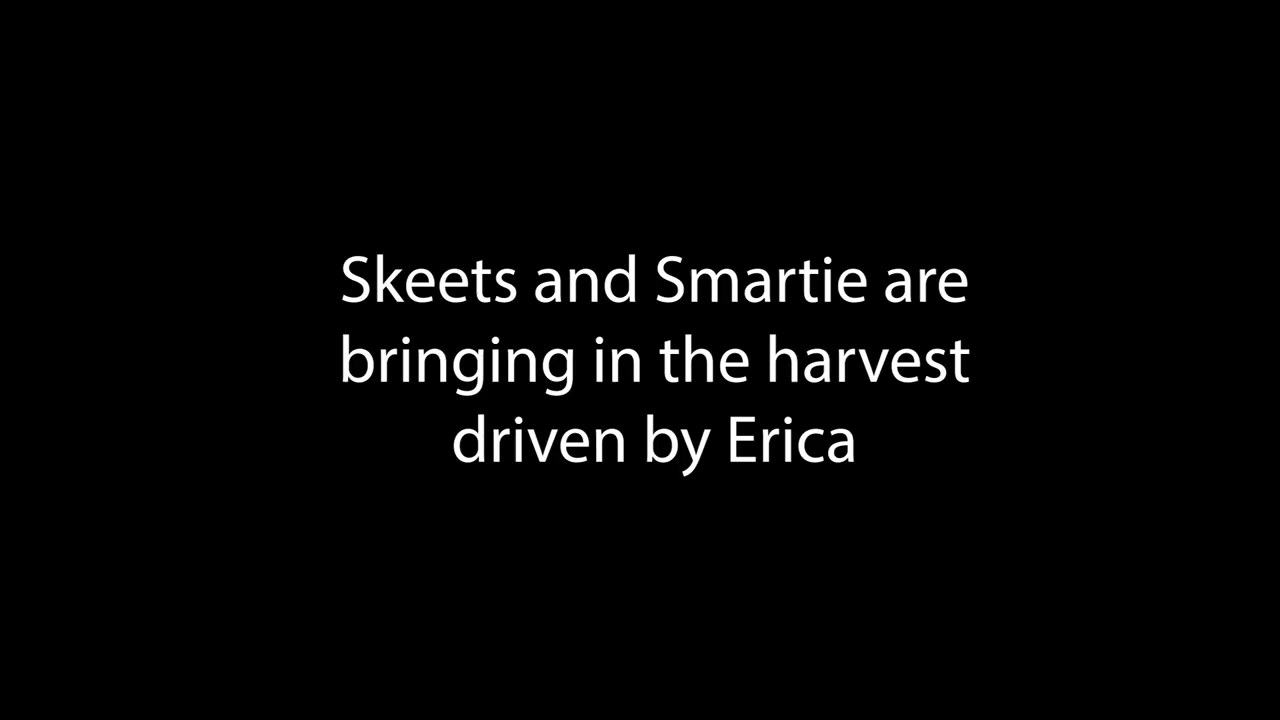 Skeets and Smartie are
bringing in the harvest
driven by Erica